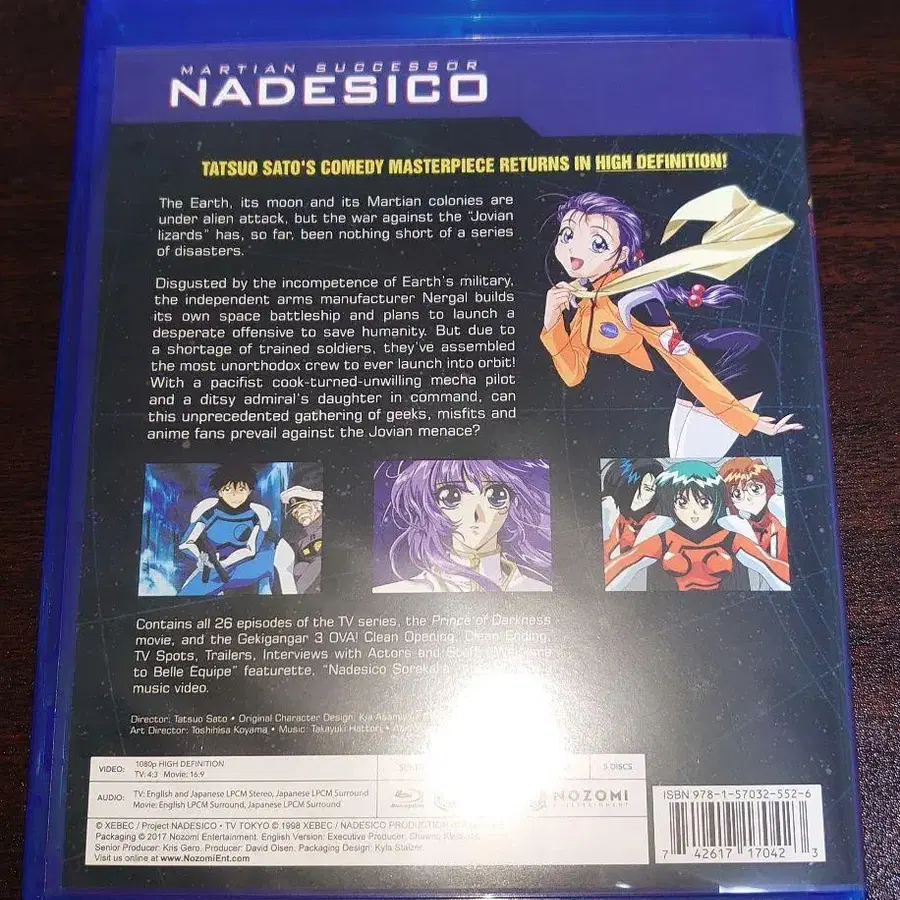 MARTIAN SUCCESSOR
NADESICO
TATSUO SATO'S COMEDY MASTERPIECE RETURNS IN HIGH DEFINITION!
The Earth, its moon and its Martian colonies are
under alien attack, but the war against the "Jovian
lizards" has, so far, been nothing short of a series
of disasters.
Disgusted by the incompetence of Earth's military,
the independent arms manufacturer Nergal builds
its own space battleship and plans to launch a
desperate offensive to save humanity. But due to
a shortage of trained soldiers, they've assembled
the most unorthodox crew to ever launch into orbit!
With a pacifist cook-turned-unwilling mecha pilot
and a ditsy admiral's daughter in command, can
this unprecedented gathering of geeks, misfits and
anime fans prevail against the Jovian menace?
Contains all 26 episodes of the TV series, the Prince of Darkness
movie, and the Gekigangar 3 OVA! Clean Opening, Clean Ending,
TV Spots, Trailers, Interviews with Actors and Staff, "Welcome
to Belle Equipe" featurette, "Nadesico Sorekara
music video.
Director: Tatsuo Sato • Original Character Design: Kia Asamiya
Art Director: Toshihisa Koyama • Music: Takayuki Hattori
VIDEO: 1080p HIGH DEFINITION
TV: 4:3 Movie: 16:9
5 DISCS
AUDIO: TV: English and Japanese LPCM Stereo, Japanese LPCM Surround
Movie: English LPCM Surround, Japanese LPCM Surround
NOZOMI
ENTERTAINMENT
© XEBEC / Project NADESICO • TV TOKYO © 1998 XEBEC / NADESICO PRODUCTION
Packaging © 2017 Nozomi Entertainment. English Version: Executive Producer: Shawne
Senior Producer: Kris Gero. Producer: David Olsen. Packaging Design: Kyla Stalzer.
Visit us online at www.NozomiEnt.com
ISBN 978-1-57032-552-6
7 42617 17042 3